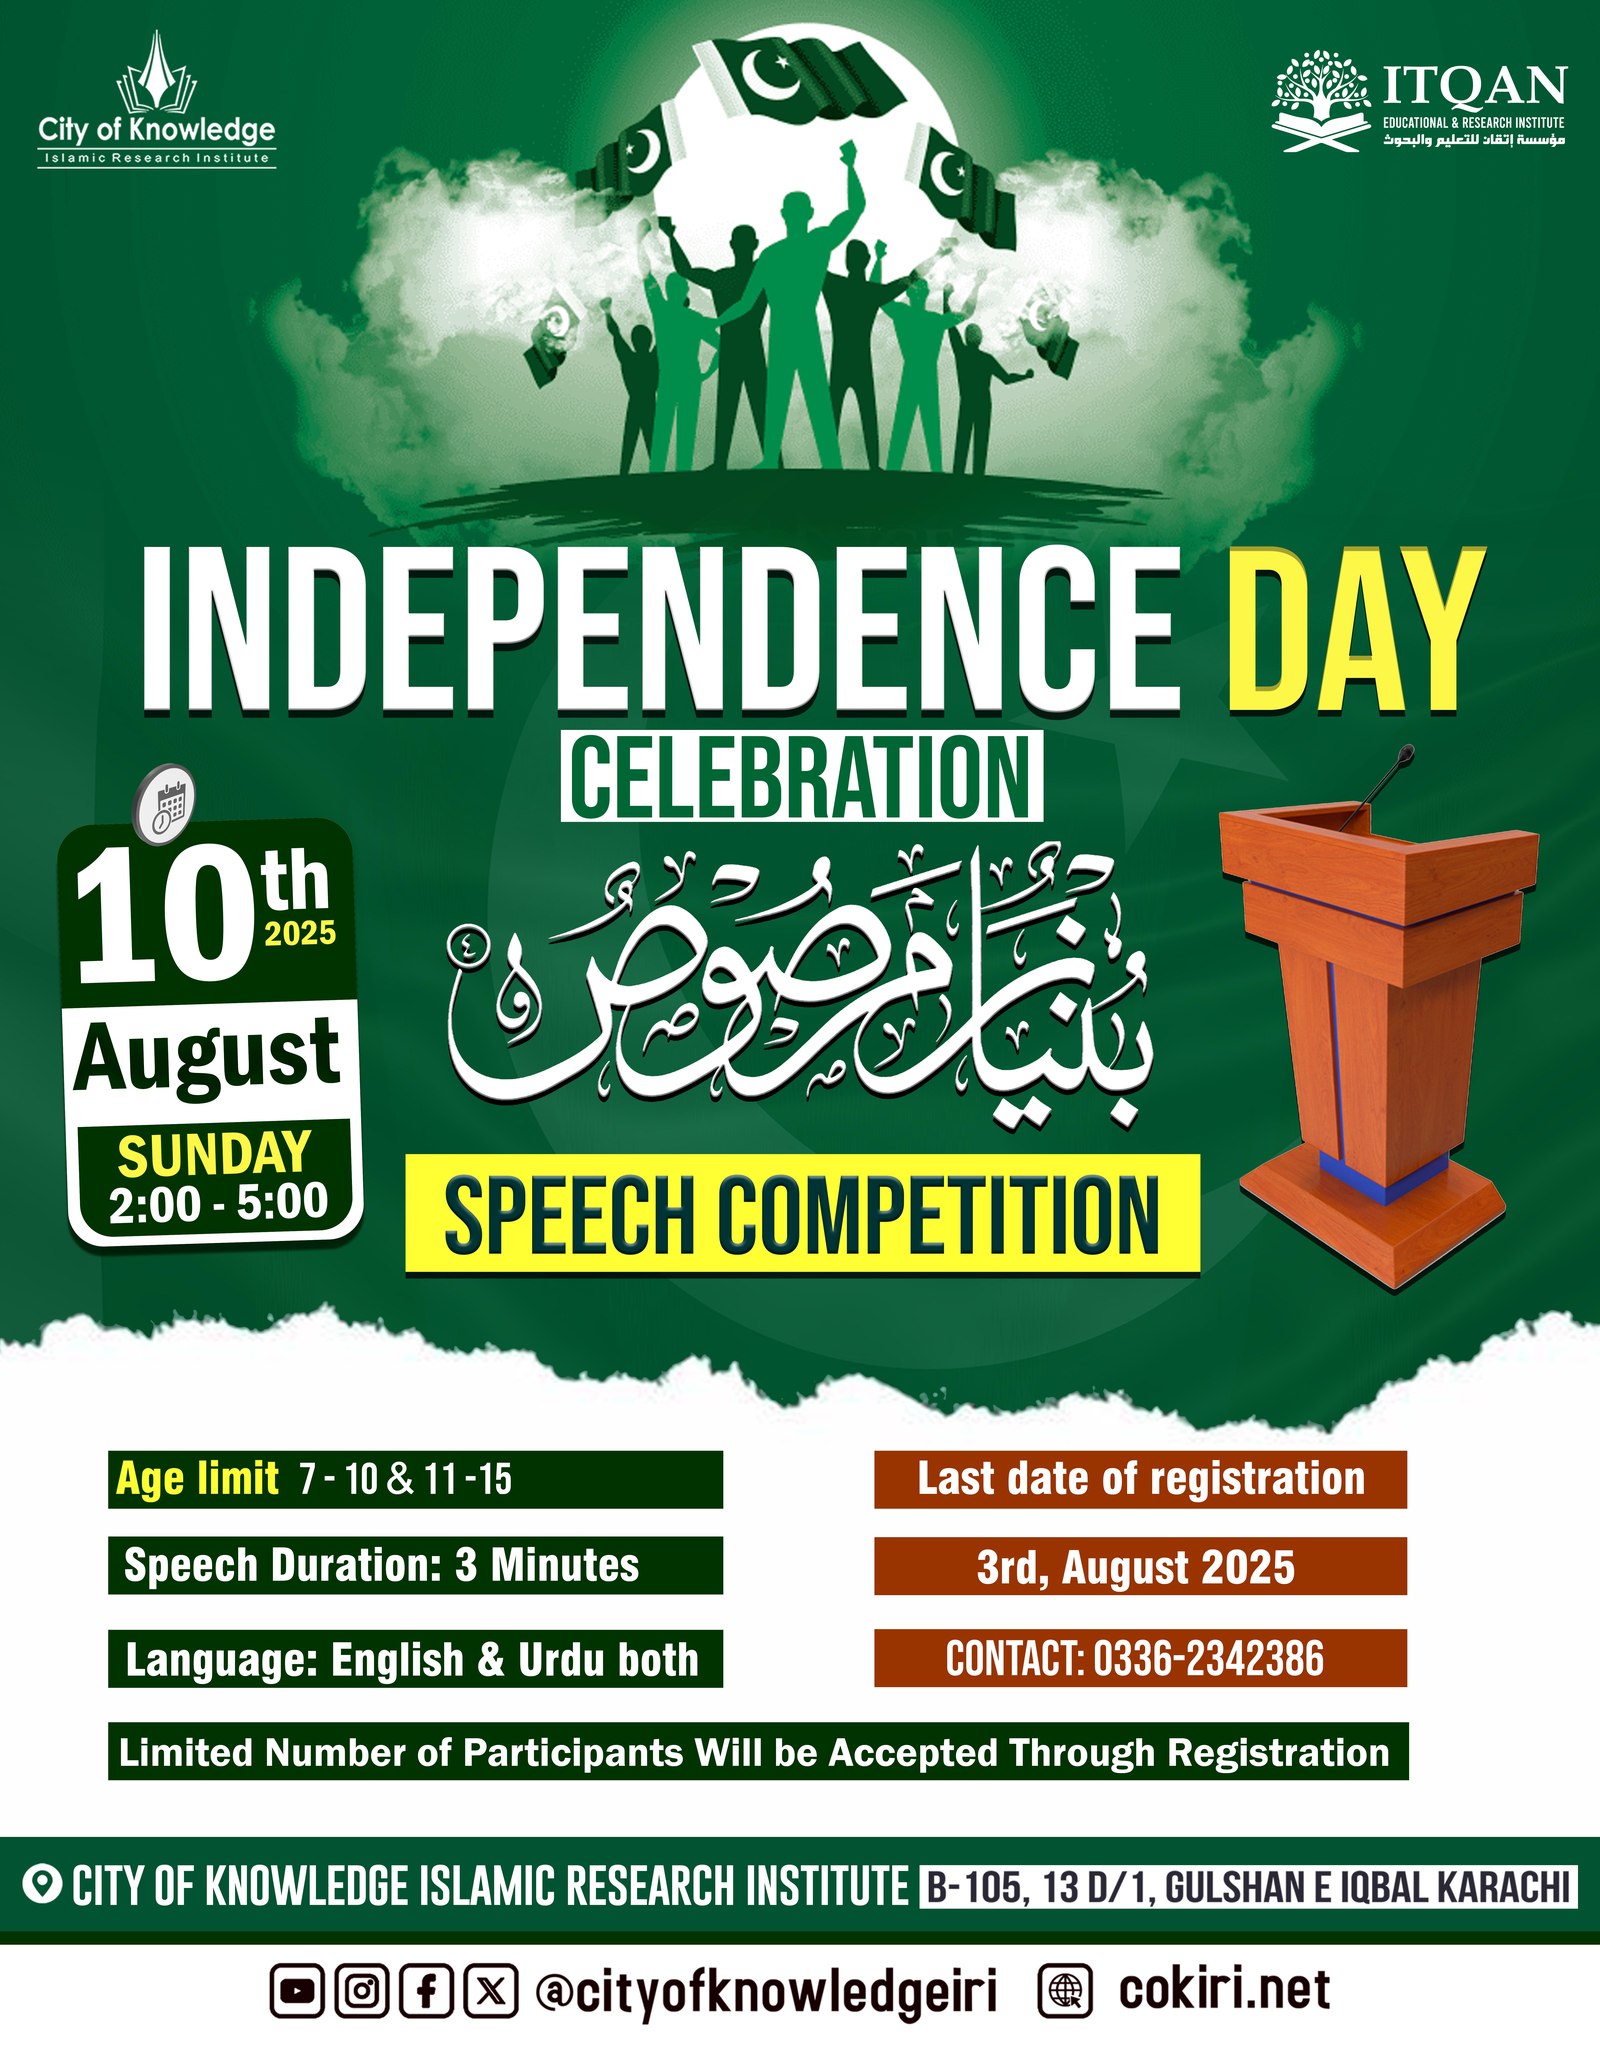 City of Knowledge
Islamic Research Institute
ITQAN
EDUCATIONAL & RESEARCH INSTITUTE
مؤسسة إتقان للتعليم والبحوث
INDEPENDENCE DAY
CELEBRATION
10th
2025
August
SUNDAY
2:00 - 5:00
بُنْيَانٌ مَّرْصُوصٌ ٤
SPEECH COMPETITION
Age limit 7 - 10 & 11 -15
Speech Duration: 3 Minutes
Language: English & Urdu both
Last date of registration
3rd, August 2025
CONTACT: 0336-2342386
Limited Number of Participants Will be Accepted Through Registration
CITY OF KNOWLEDGE ISLAMIC RESEARCH INSTITUTE B-105, 13 D/1, GULSHAN E IQBAL KARACHI
@cityofknowledgeiri cokiri.net